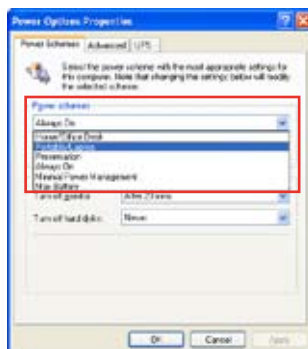 Power Options Properties
Power Schemes
Advanced
UPS
Select the power scheme with the most appropriate settings for
this computer. Note that changing the settings below will modify
the selected scheme.
Power schemes
Always On
Home/Office Desk
Portable/Laptop
Presentation
Always On
Minimal Power Management
Max Battery
Turn off monitor:
After 20 mins
Turn off hard disks:
Never
OK
Cancel
Apply